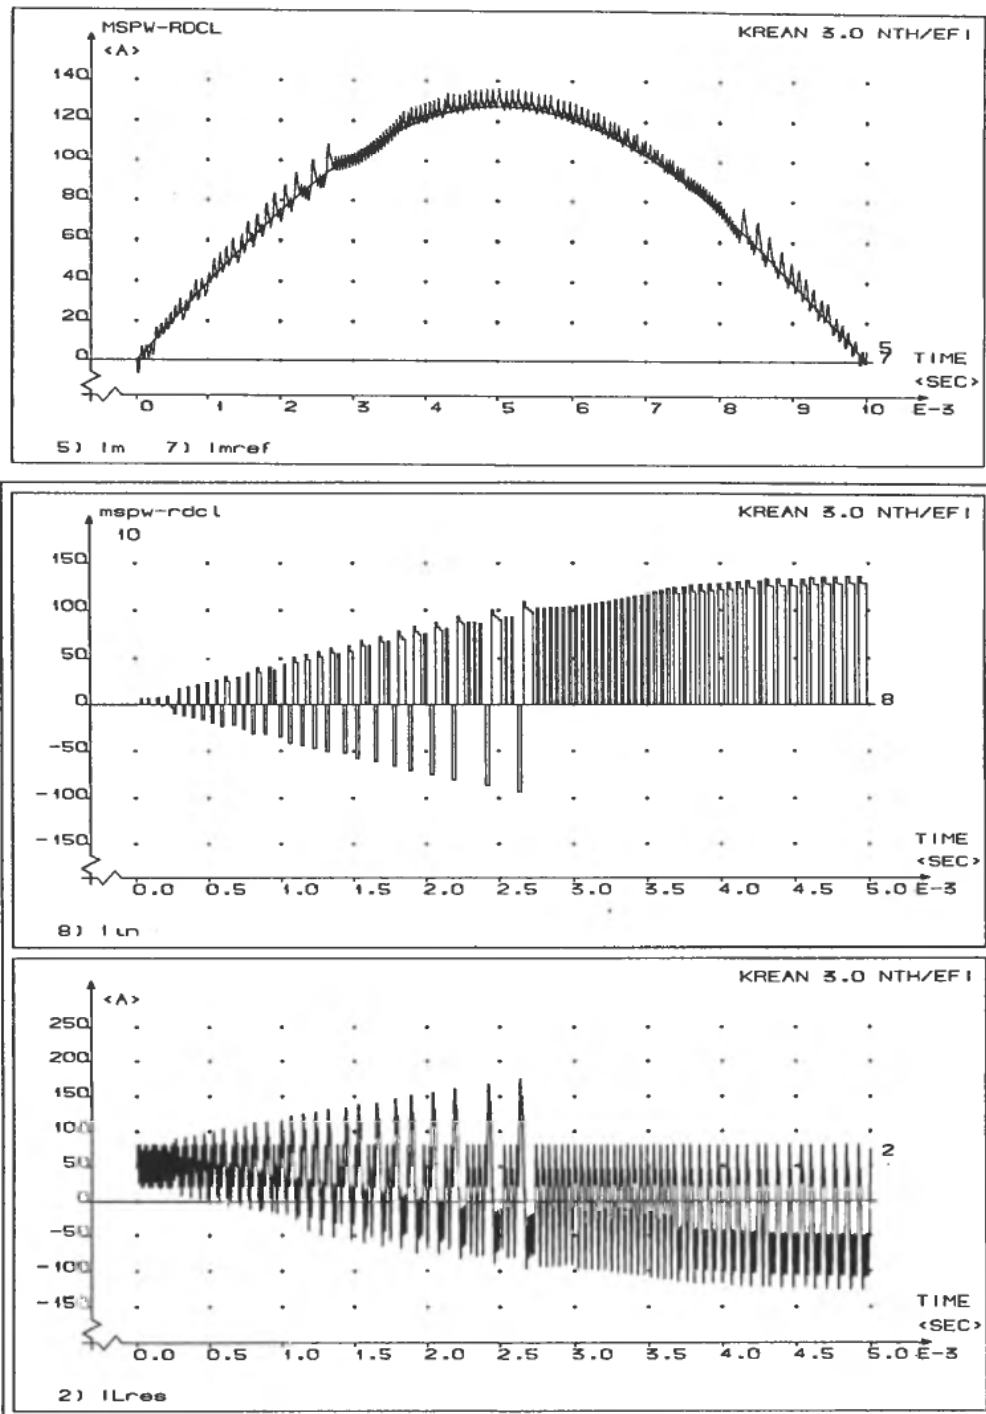 MSPW-RDCL KREAN 3.0 NTH/EFI
<A>
140
120
100
80
60
40
20
0
5
7 TIME
<SEC>
0 1 2 3 4 5 6 7 8 9 10 E-3
5) Im 7) Imref
mspw-rdcl KREAN 3.0 NTH/EFI
10
150
100
50
0 8
-50
-100
-150
TIME
<SEC>
0.0 0.5 1.0 1.5 2.0 2.5 3.0 3.5 4.0 4.5 5.0 E-3
8) Iin
KREAN 3.0 NTH/EFI
<A>
250
200
150
100
50 2
0
-50
-100
-150
TIME
<SEC>
0.0 0.5 1.0 1.5 2.0 2.5 3.0 3.5 4.0 4.5 5.0 E-3
2) ILres